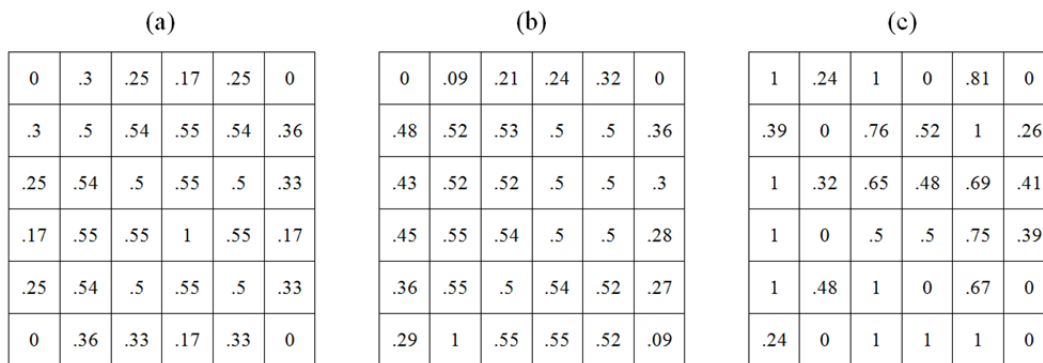 (a) (b) (c)
0 .3 .25 .17 .25 0 0 .09 .21 .24 .32 0 1 .24 1 0 .81 0
.3 .5 .54 .55 .54 .36 .48 .52 .53 .5 .5 .36 .39 0 .76 .52 1 .26
.25 .54 .5 .55 .5 .33 .43 .52 .52 .5 .5 .3 1 .32 .65 .48 .69 .41
.17 .55 .55 1 .55 .17 .45 .55 .54 .5 .5 .28 1 0 .5 .5 .75 .39
.25 .54 .5 .55 .5 .33 .36 .55 .5 .54 .52 .27 1 .48 1 0 .67 0
0 .36 .33 .17 .33 0 .29 1 .55 .55 .52 .09 .24 0 1 1 1 0